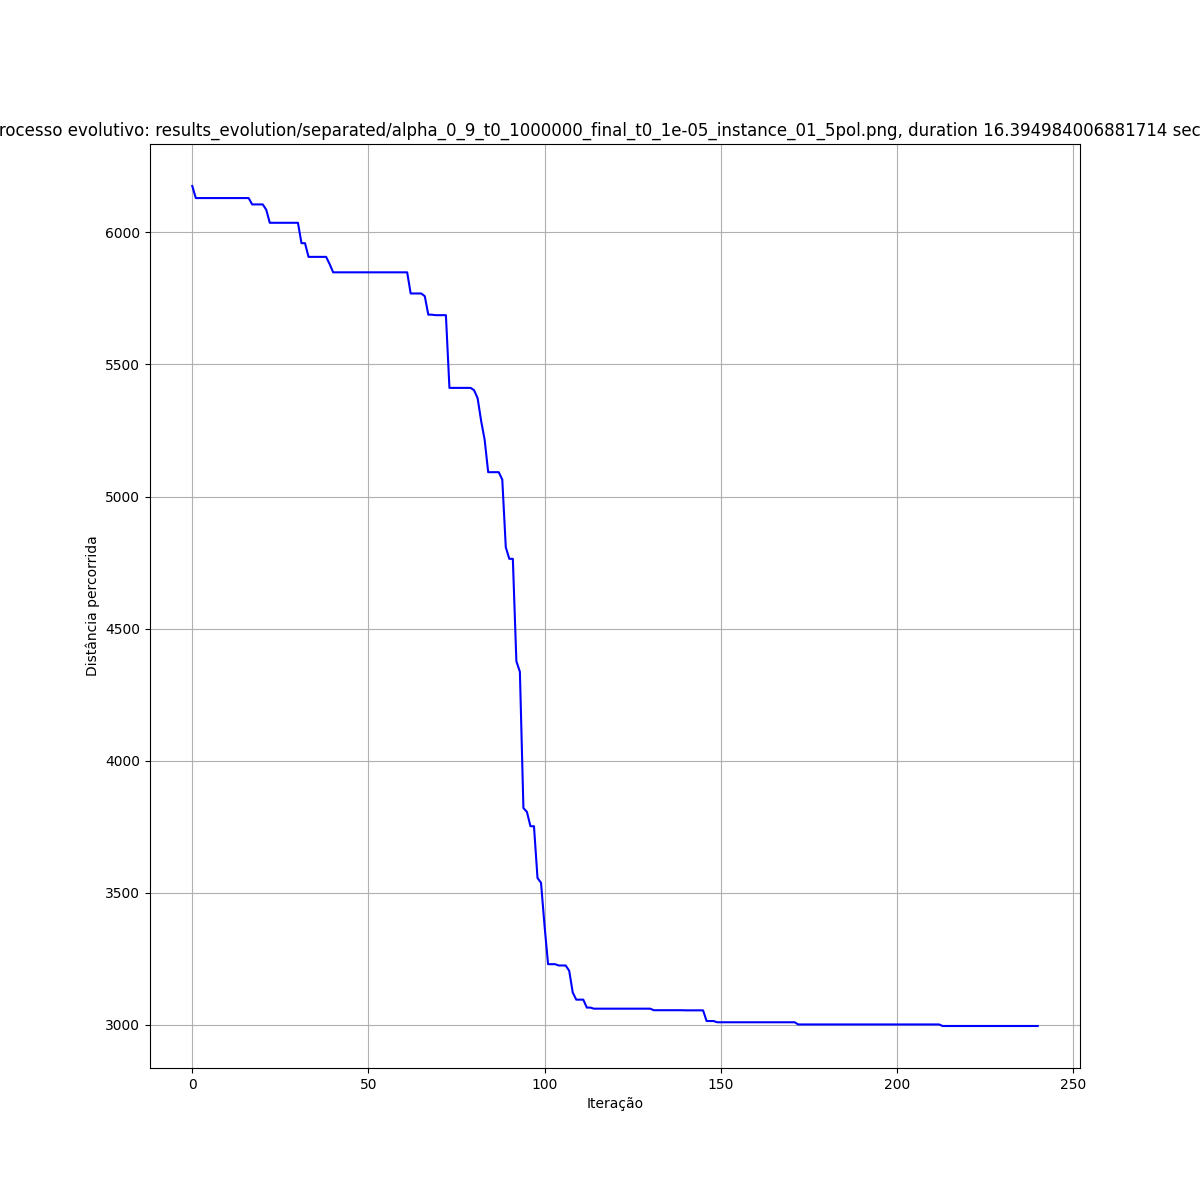 rocesso evolutivo: results_evolution/separated/alpha_0_9_t0_1000000_final_t0_1e-05_instance_01_5pol.png, duration 16.394984006881714 sec
6000
5500
5000
4500
4000
3500
3000
Distância percorrida
0 50 100 150 200 250
Iteração